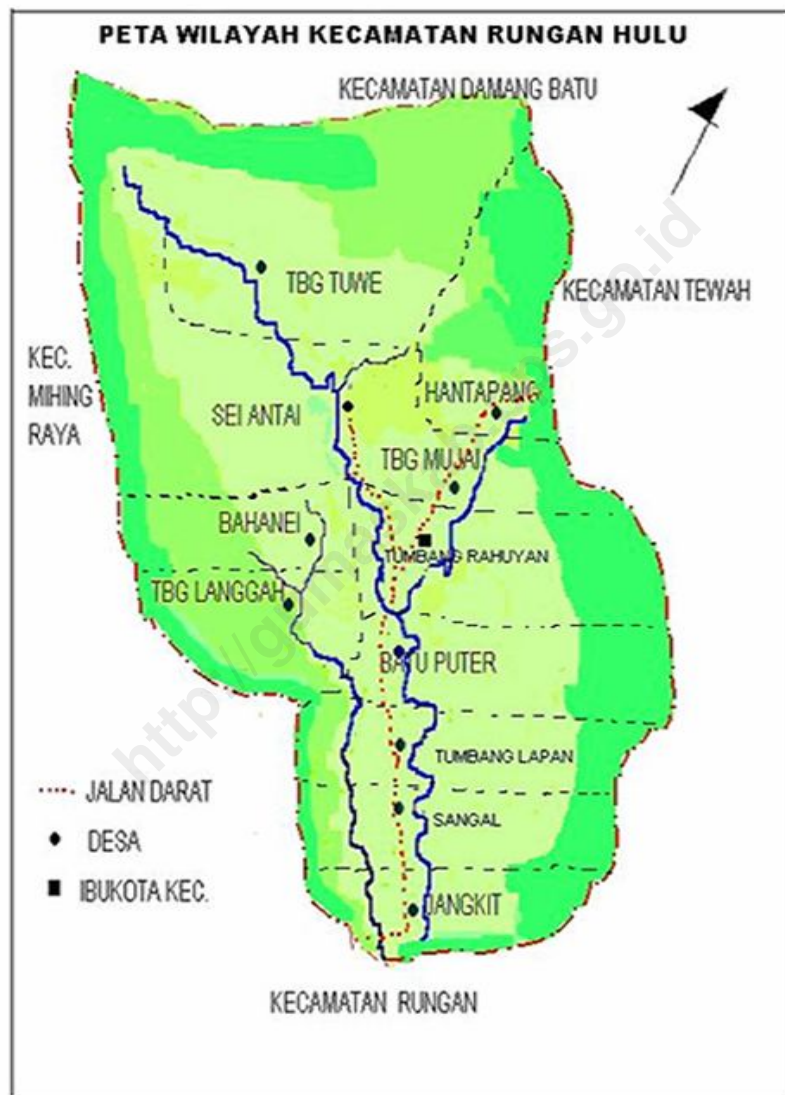 PETA WILAYAH KECAMATAN RUNGAN HULU
KECAMATAN DAMANG BATU
KECAMATAN TEWAH
TBG TUWE
KEC.
MIHING
RAYA
HANTAPANG
SEI ANTAI
TBG MUJAI
BAHANEI
TUMBANG RAHUYAN
TBG LANGGAH
BATU PUTER
TUMBANG LAPAN
JALAN DARAT
SANGAL
DESA
IBUKOTA KEC.
JANGKIT
KECAMATAN RUNGAN